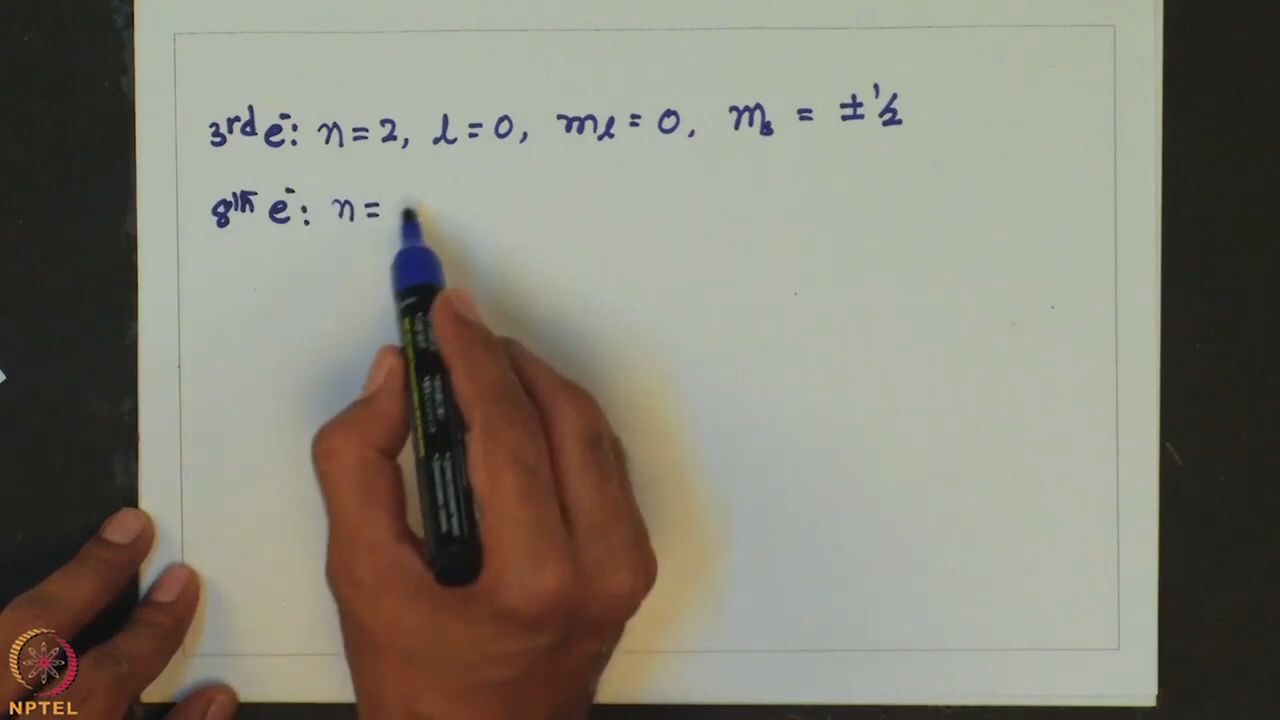 3rd e⁻: n = 2, l = 0, ml = 0, ms = ±1/2
8th e⁻: n =
NPTEL